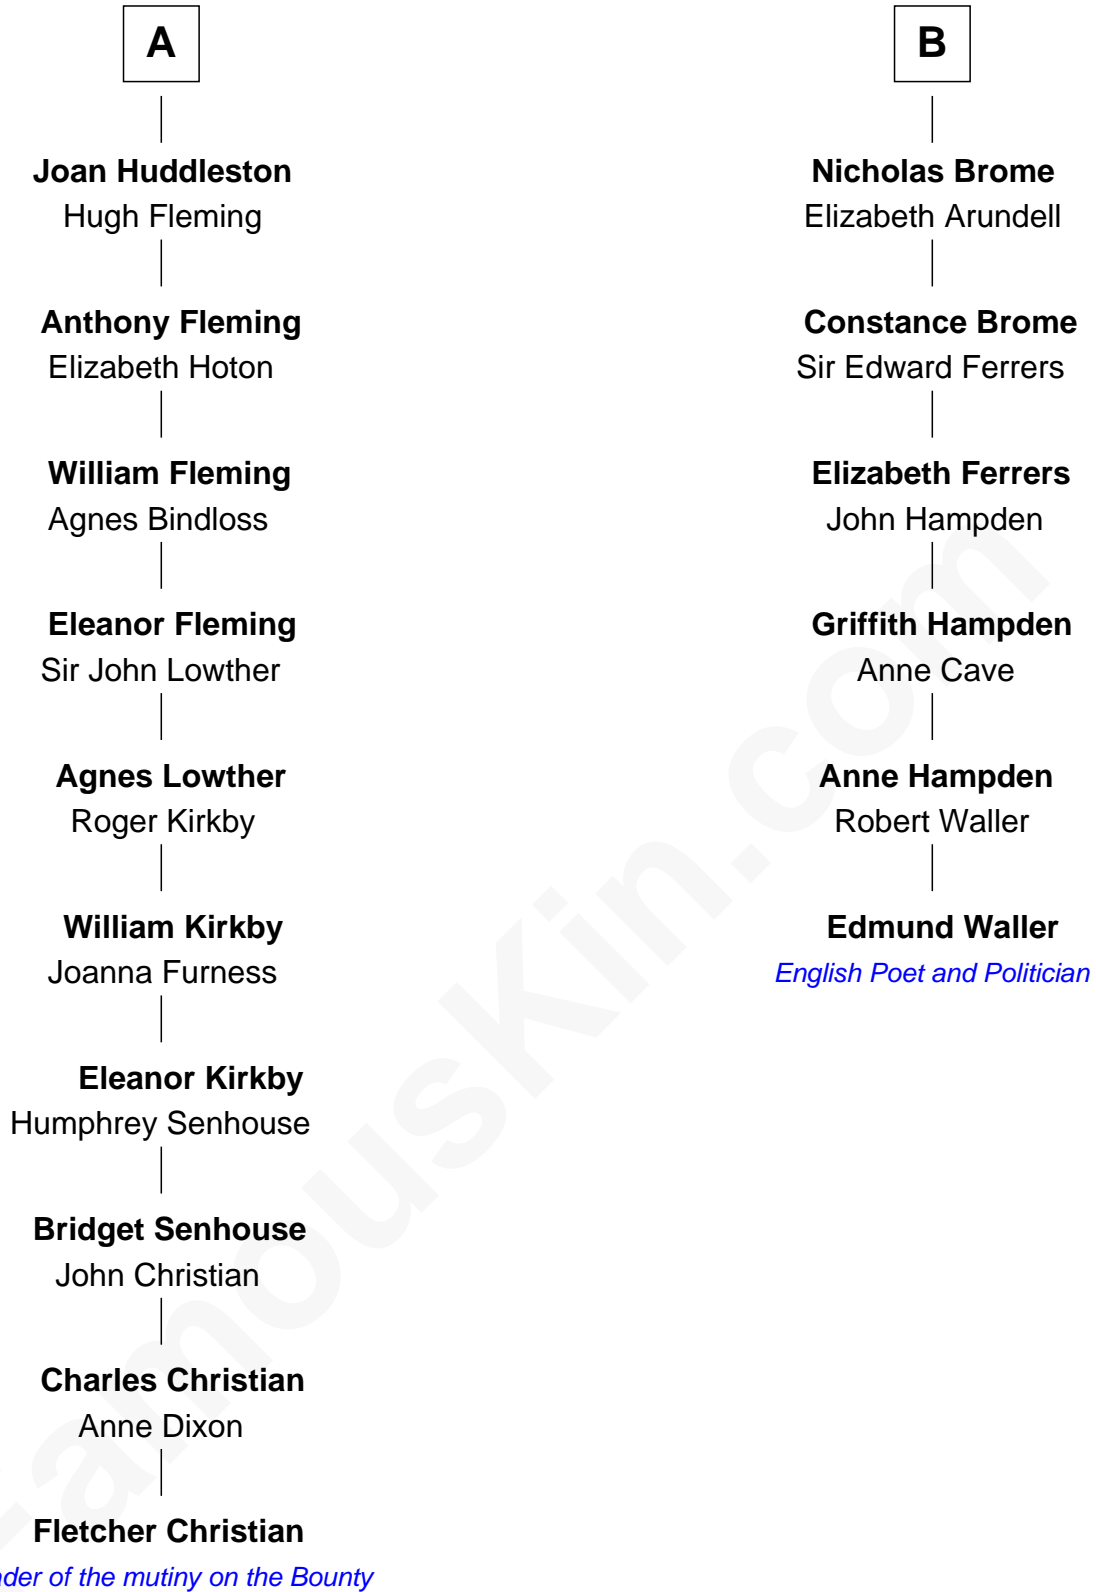 A
Joan Huddleston
Hugh Fleming
Anthony Fleming
Elizabeth Hoton
William Fleming
Agnes Bindloss
Eleanor Fleming
Sir John Lowther
Agnes Lowther
Roger Kirkby
William Kirkby
Joanna Furness
Eleanor Kirkby
Humphrey Senhouse
Bridget Senhouse
John Christian
Charles Christian
Anne Dixon
Fletcher Christian
of the mutiny on the Bounty
B
Nicholas Brome
Elizabeth Arundell
Constance Brome
Sir Edward Ferrers
Elizabeth Ferrers
John Hampden
Griffith Hampden
Anne Cave
Anne Hampden
Robert Waller
Edmund Waller
English Poet and Politician
FamousKin.com